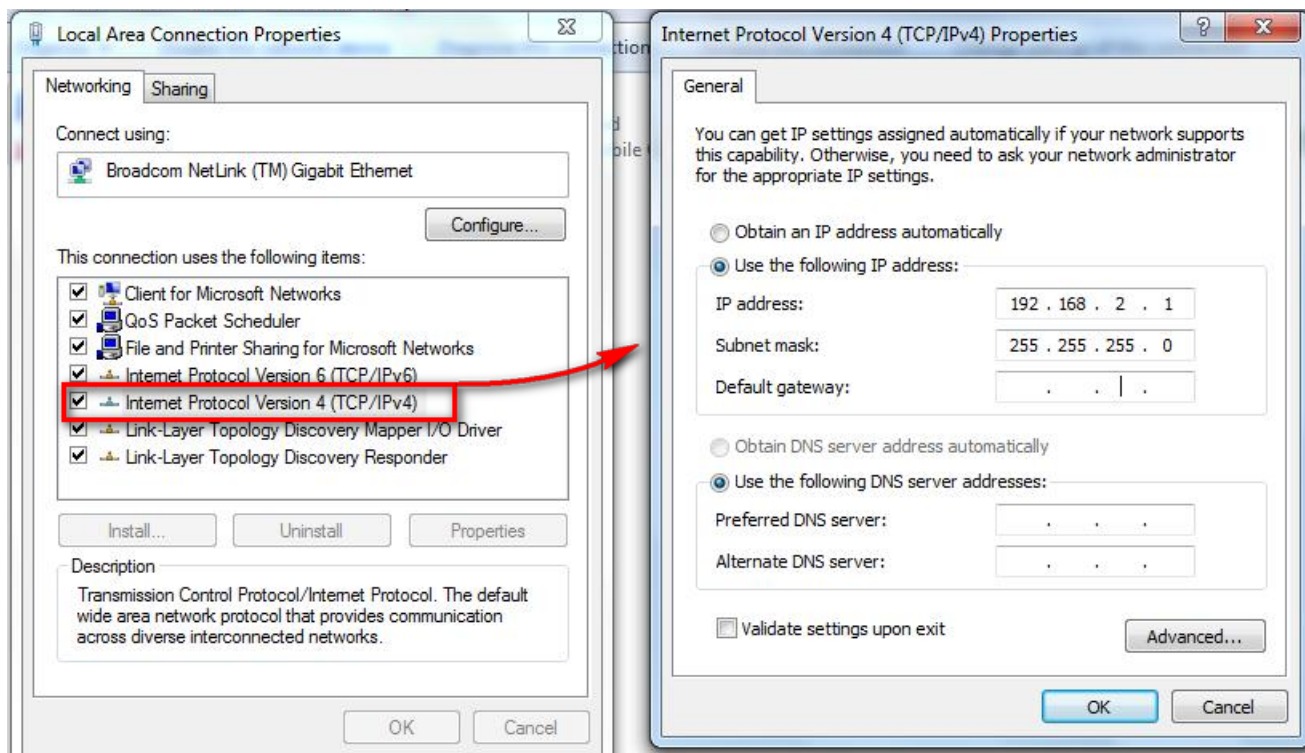 Local Area Connection Properties
Networking
Sharing
Connect using:
Broadcom NetLink (TM) Gigabit Ethernet
Configure...
This connection uses the following items:
Client for Microsoft Networks
QoS Packet Scheduler
File and Printer Sharing for Microsoft Networks
Internet Protocol Version 6 (TCP/IPv6)
Internet Protocol Version 4 (TCP/IPv4)
Link-Layer Topology Discovery Mapper I/O Driver
Link-Layer Topology Discovery Responder
Install...
Uninstall
Properties
Description
Transmission Control Protocol/Internet Protocol. The default
wide area network protocol that provides communication
across diverse interconnected networks.
OK
Cancel
Internet Protocol Version 4 (TCP/IPv4) Properties
General
You can get IP settings assigned automatically if your network supports
this capability. Otherwise, you need to ask your network administrator
for the appropriate IP settings.
Obtain an IP address automatically
Use the following IP address:
IP address: 192 . 168 . 2 . 1
Subnet mask: 255 . 255 . 255 . 0
Default gateway: . . .
Obtain DNS server address automatically
Use the following DNS server addresses:
Preferred DNS server: . . .
Alternate DNS server: . . .
Validate settings upon exit
Advanced...
OK
Cancel